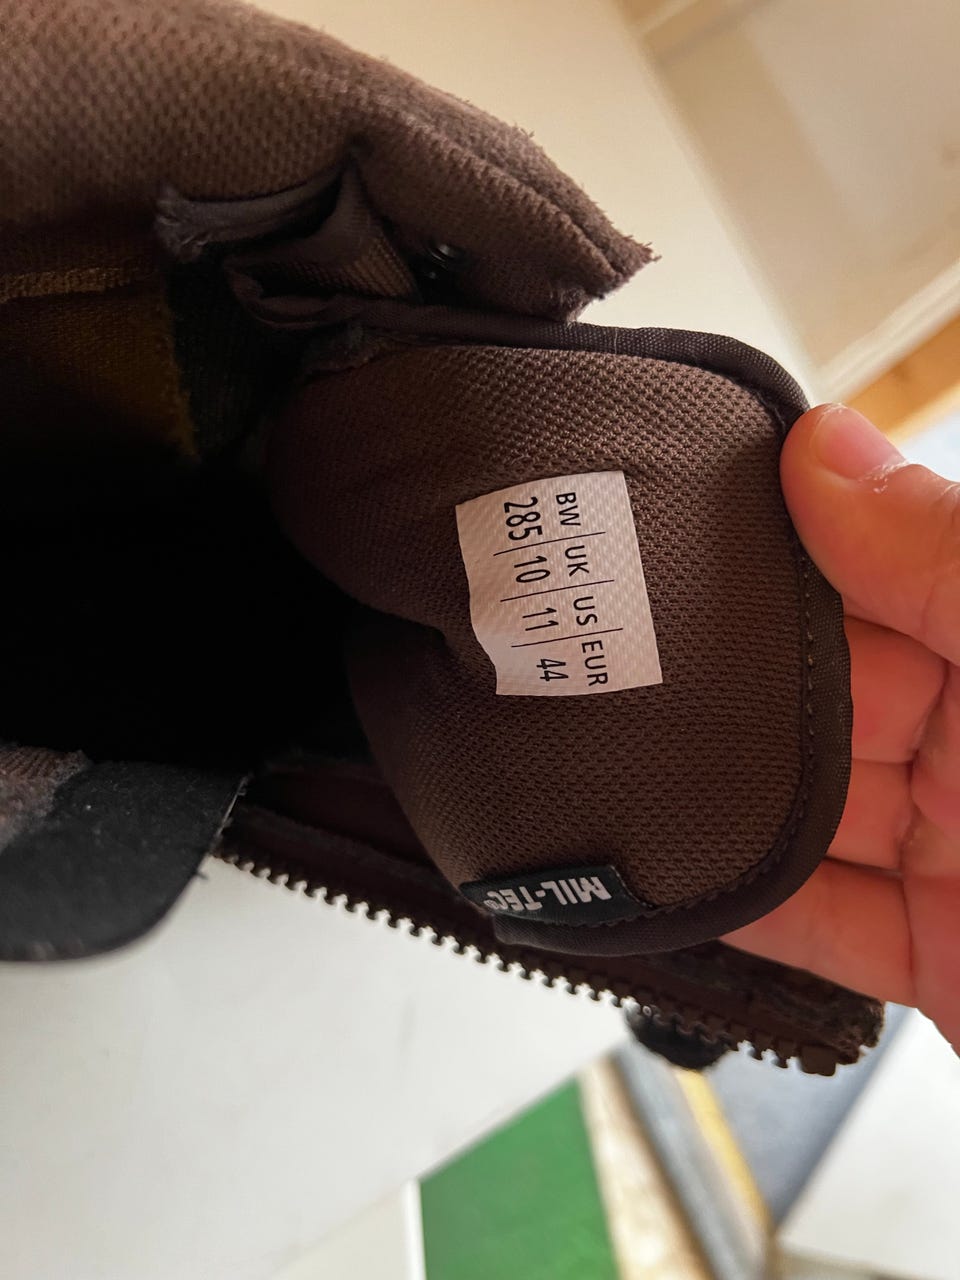 BW | UK | US | EUR
285 | 10 | 11 | 44
MIL-TEC®